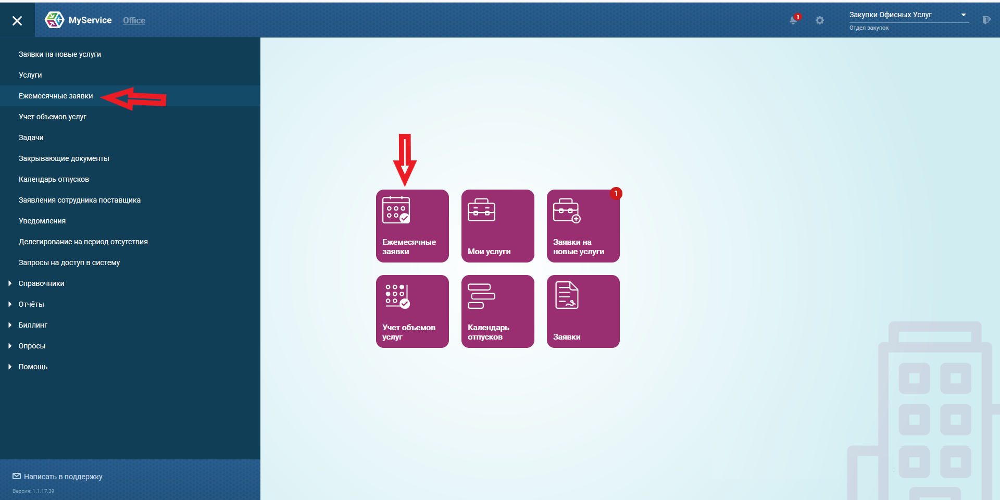 MyService Office
1
Закупки Офисных Услуг
Отдел закупок
Заявки на новые услуги
Услуги
Ежемесячные заявки
Учет объемов услуг
Задачи
Закрывающие документы
Календарь отпусков
Заявления сотрудника поставщика
Уведомления
Делегирование на период отсутствия
Запросы на доступ в систему
Справочники
Отчёты
Биллинг
Опросы
Помощь
Написать в поддержку
Версия: 1.1.17.39
Ежемесячные
заявки
Мои услуги
1
Заявки на
новые услуги
Учет объемов
услуг
Календарь
отпусков
Заявки